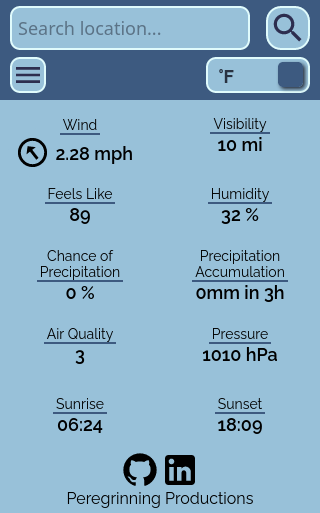 Search location...
°F
Wind
2.28 mph
Visibility
10 mi
Feels Like
89
Humidity
32 %
Chance of
Precipitation
0 %
Precipitation
Accumulation
0mm in 3h
Air Quality
3
Pressure
1010 hPa
Sunrise
06:24
Sunset
18:09
in
Peregrinning Productions